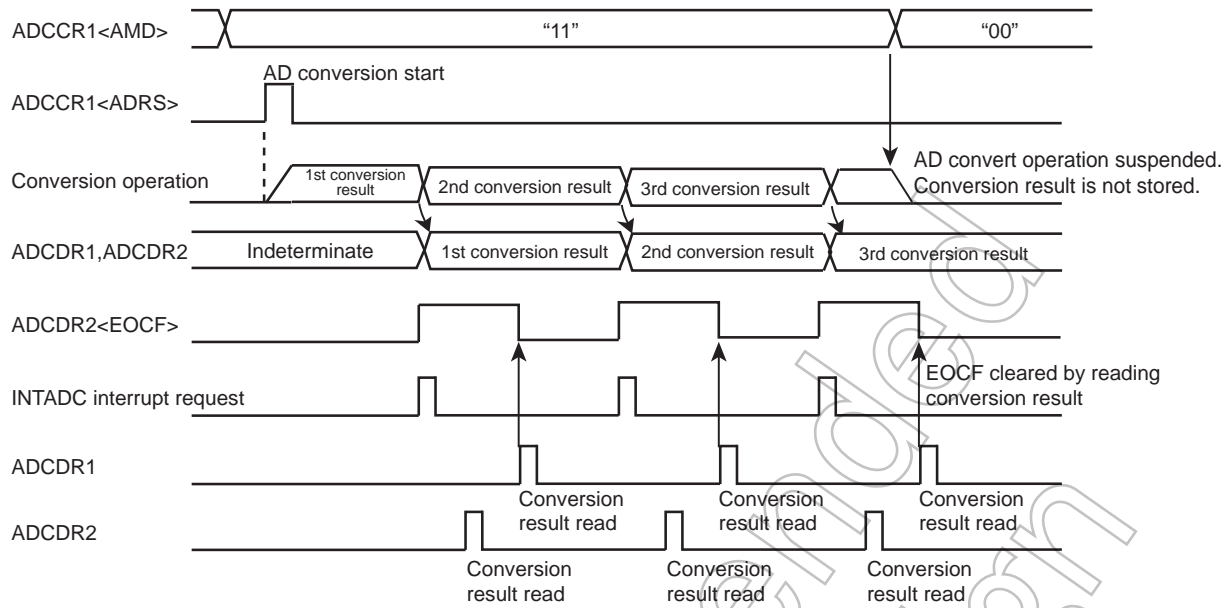 ADCCR1<AMD>
“11”
“00”
AD conversion start
ADCCR1<ADRS>
AD convert operation suspended.
Conversion result is not stored.
Conversion operation
1st conversion
result
2nd conversion result
3rd conversion result
ADCDR1,ADCDR2
Indeterminate
1st conversion result
2nd conversion result
3rd conversion result
ADCDR2<EOCF>
EOCF cleared by reading
conversion result
INTADC interrupt request
ADCDR1
Conversion
result read
Conversion
result read
Conversion
result read
ADCDR2
Conversion
result read
Conversion
result read
Conversion
result read